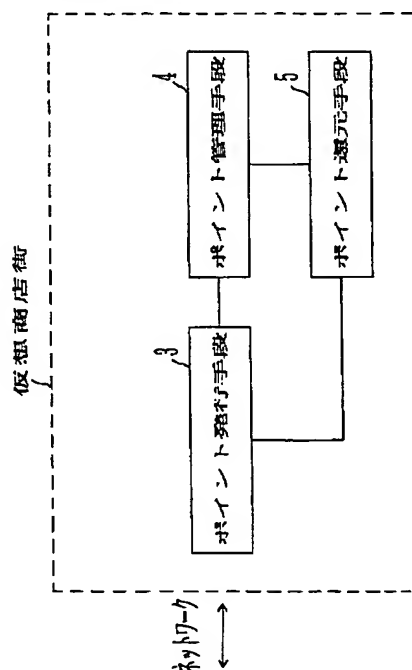 仮想商店街
ネットワーク
3
ポイント発行手段
4
ポイント管理手段
5
ポイント還元手段